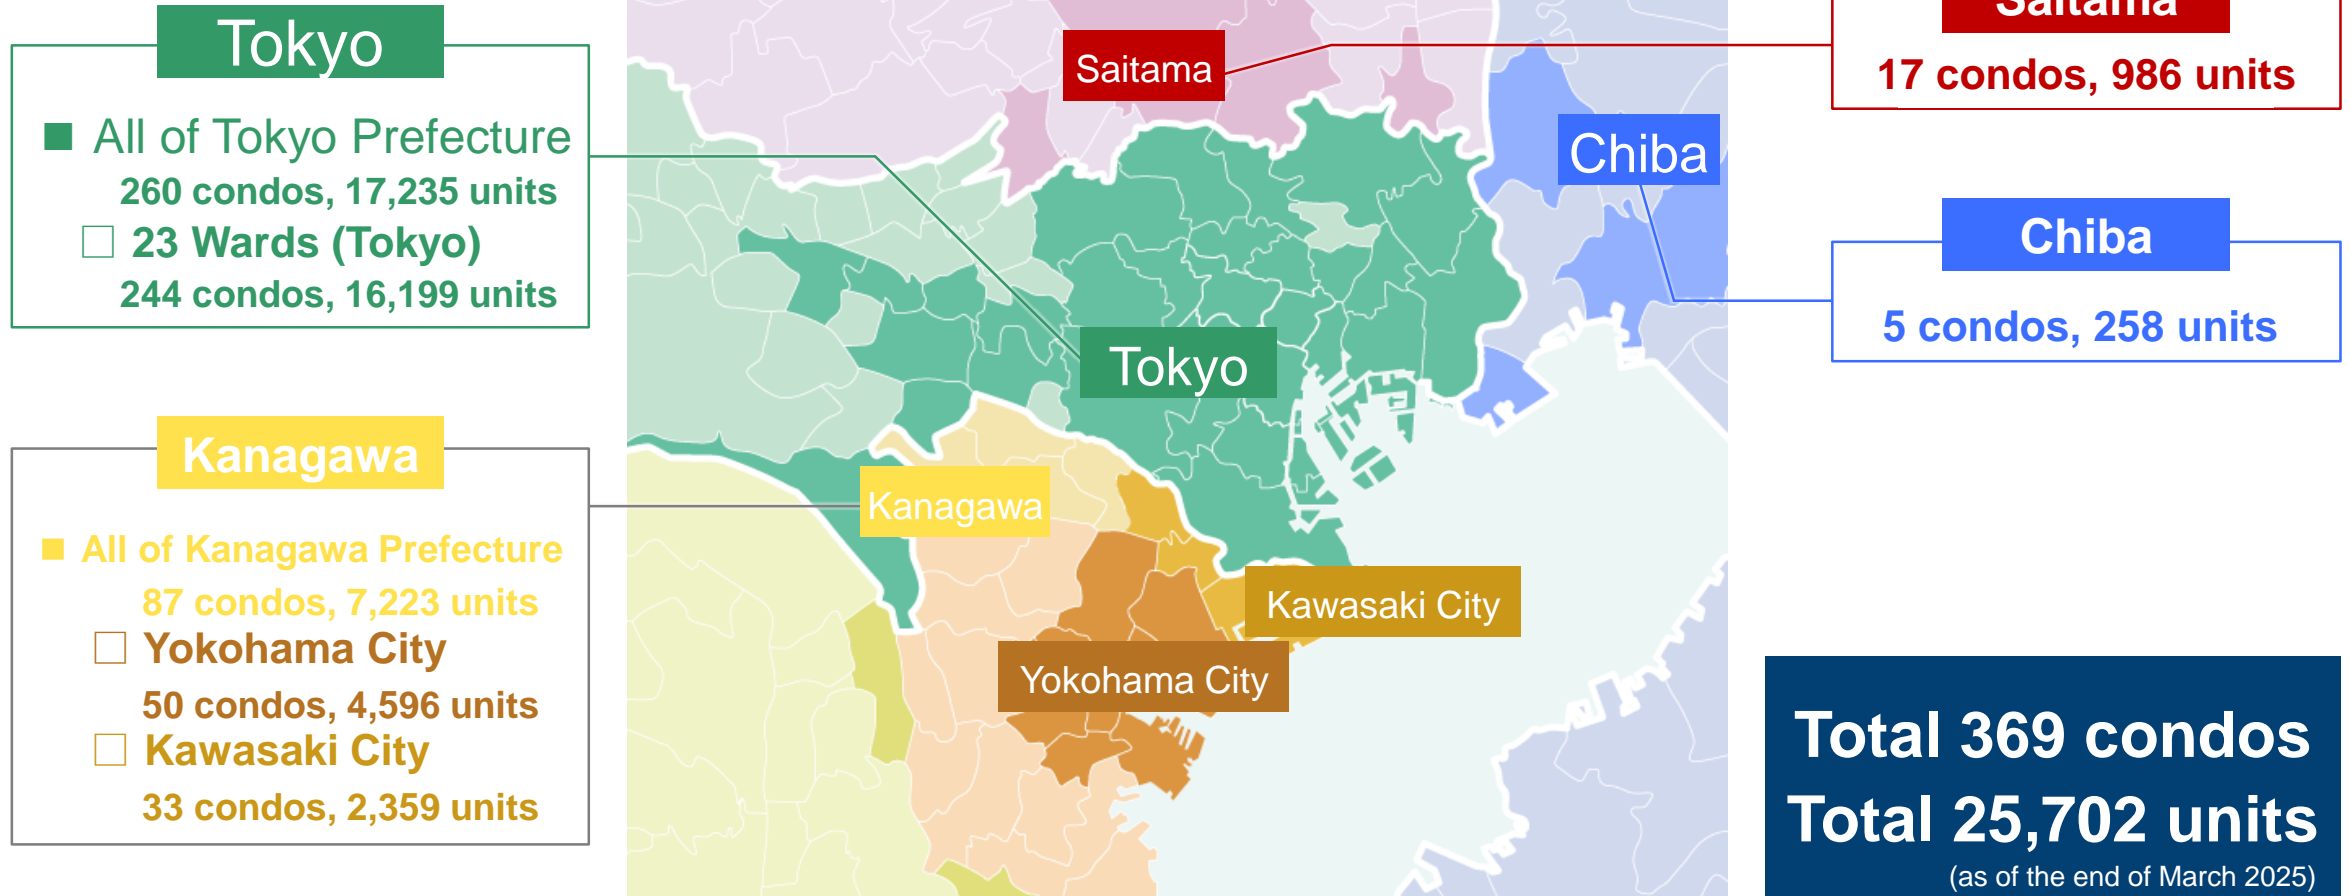 Tokyo
■ All of Tokyo Prefecture
260 condos, 17,235 units
□ 23 Wards (Tokyo)
244 condos, 16,199 units
Kanagawa
■ All of Kanagawa Prefecture
87 condos, 7,223 units
□ Yokohama City
50 condos, 4,596 units
□ Kawasaki City
33 condos, 2,359 units
Saitama
Chiba
Tokyo
Kanagawa
Kawasaki City
Yokohama City
Saitama
17 condos, 986 units
Chiba
5 condos, 258 units
Total 369 condos
Total 25,702 units
(as of the end of March 2025)